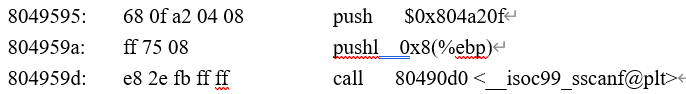 8049595: 68 0f a2 04 08 push $0x804a20f↵
804959a: ff 75 08 pushl 0x8(%ebp)↵
804959d: e8 2e fb ff ff call 80490d0 <__isoc99_sscanf@plt>↵